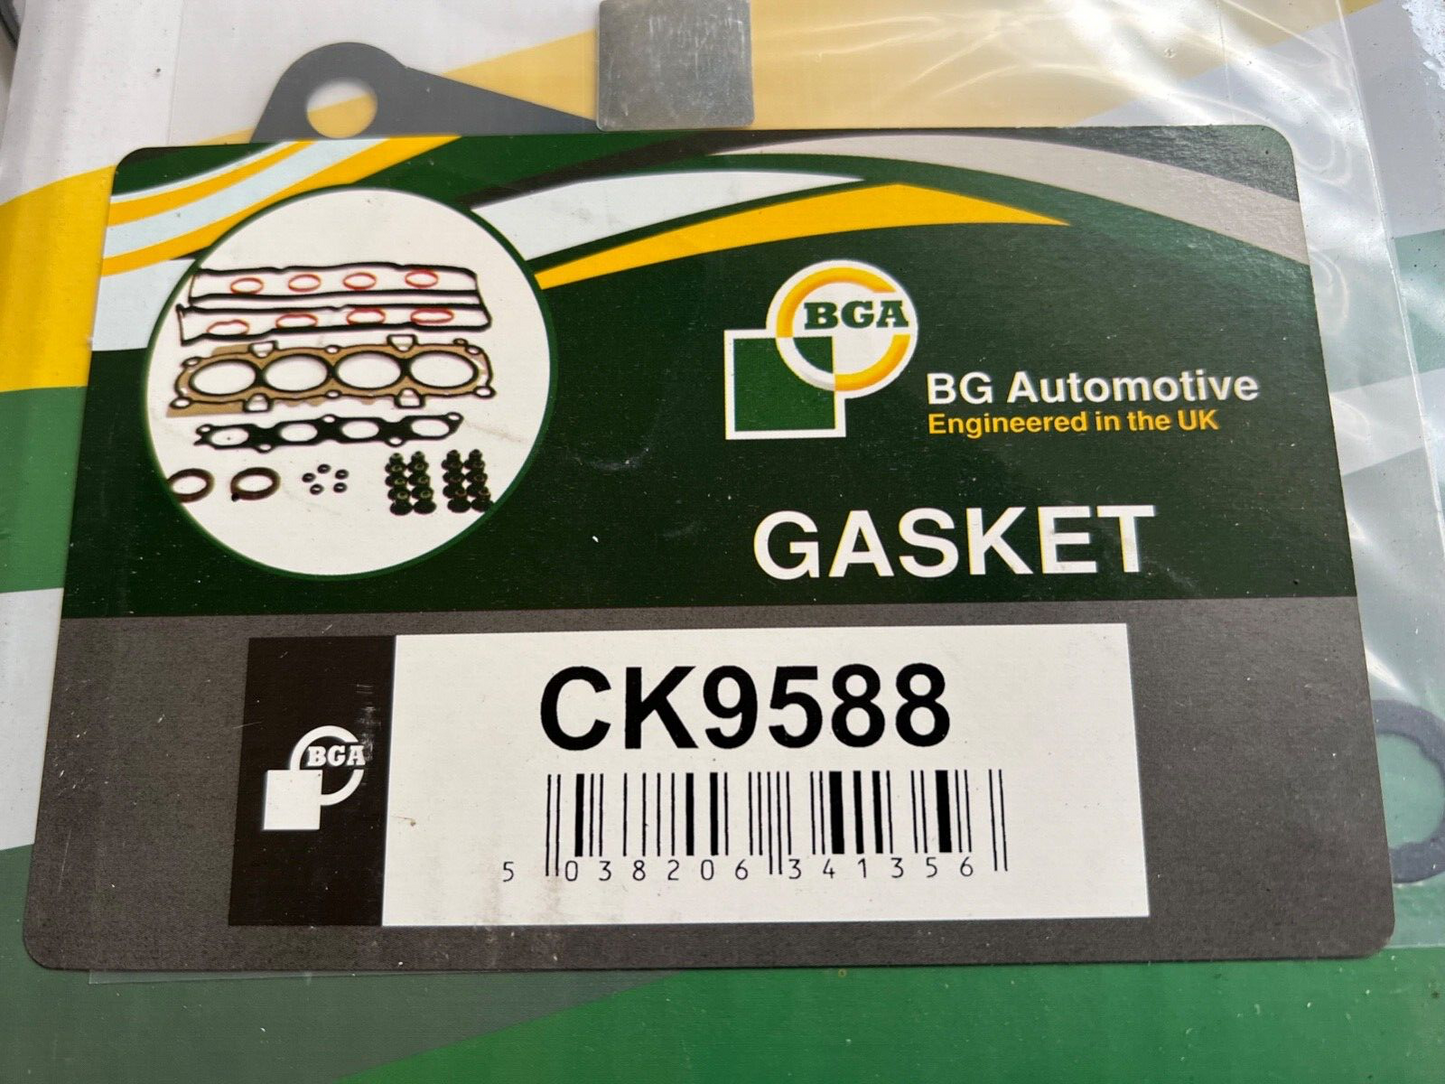 BGA
BG Automotive
Engineered in the UK
GASKET
CK9588
BGA
5 038206 341356